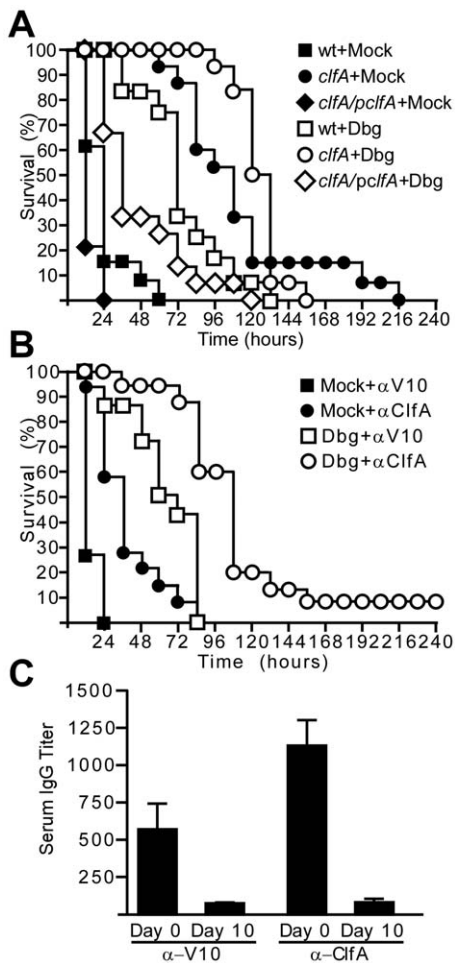 A
Survival (%)
100
90
80
70
60
50
40
30
20
10
24 48 72 96 120 144 168 192 216 240
Time (hours)
wt+Mock
clfA+Mock
clfA/pclfA+Mock
wt+Dbg
clfA+Dbg
clfA/pclfA+Dbg
B
Survival (%)
100
90
80
70
60
50
40
30
20
10
24 48 72 96 120 144 168 1922 216 240
Time (hours)
Mock+αV10
Mock+αClfA
Dbg+αV10
Dbg+αClfA
C
Serum IgG Titer
1500
1250
1000
750
500
250
Day 0 Day 10 Day 0 Day 10
α–V10 α–ClfA